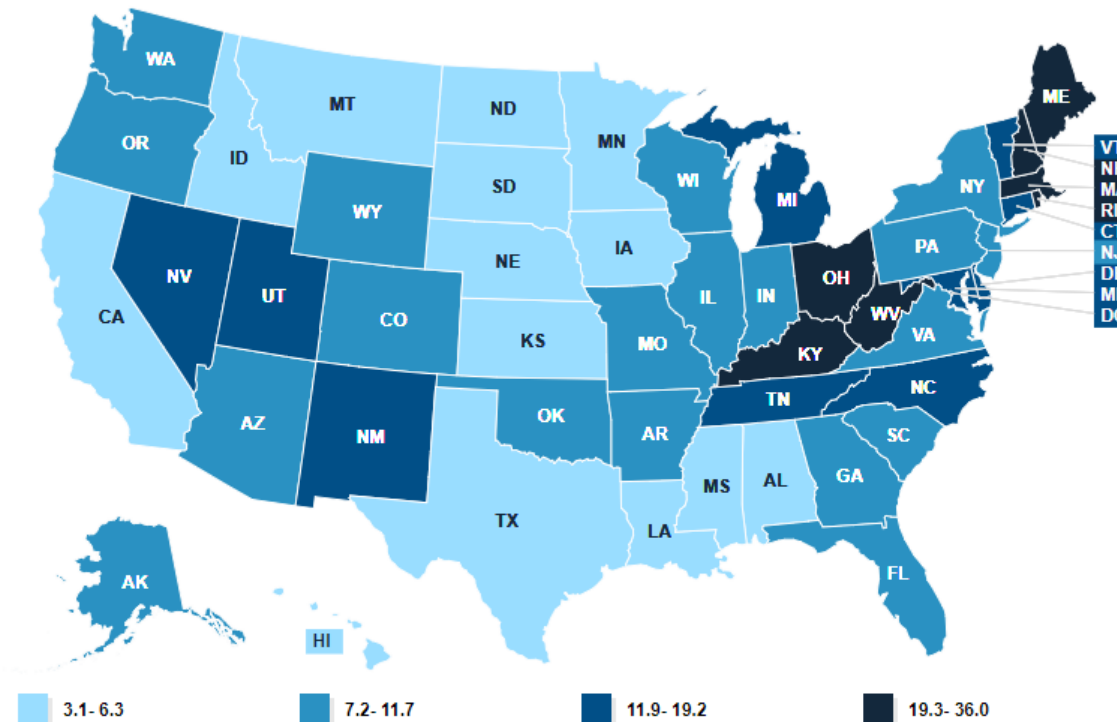 WA
ME
MT
ND
MN
OR
VT
ID
SD
WI
NY
MI
WY
CT
IA
PA
NJ
NE
NV
UT
OH
IL
IN
CO
WV
CA
KS
MO
VA
KY
NC
TN
AZ
OK
NM
AR
SC
MS
AL
GA
TX
LA
FL
AK
HI
3.1- 6.3
7.2- 11.7
11.9- 19.2
19.3- 36.0